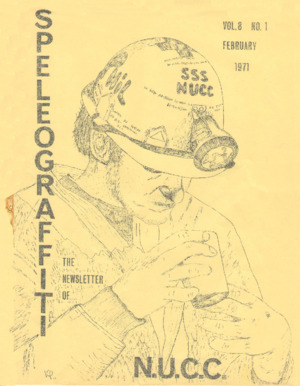 SPELEOGRAFFITI
VOL.8 NO.1
FEBRUARY
1971
SSS
NUCC
THE
NEWSLETTER
OF
N.U.C.C.